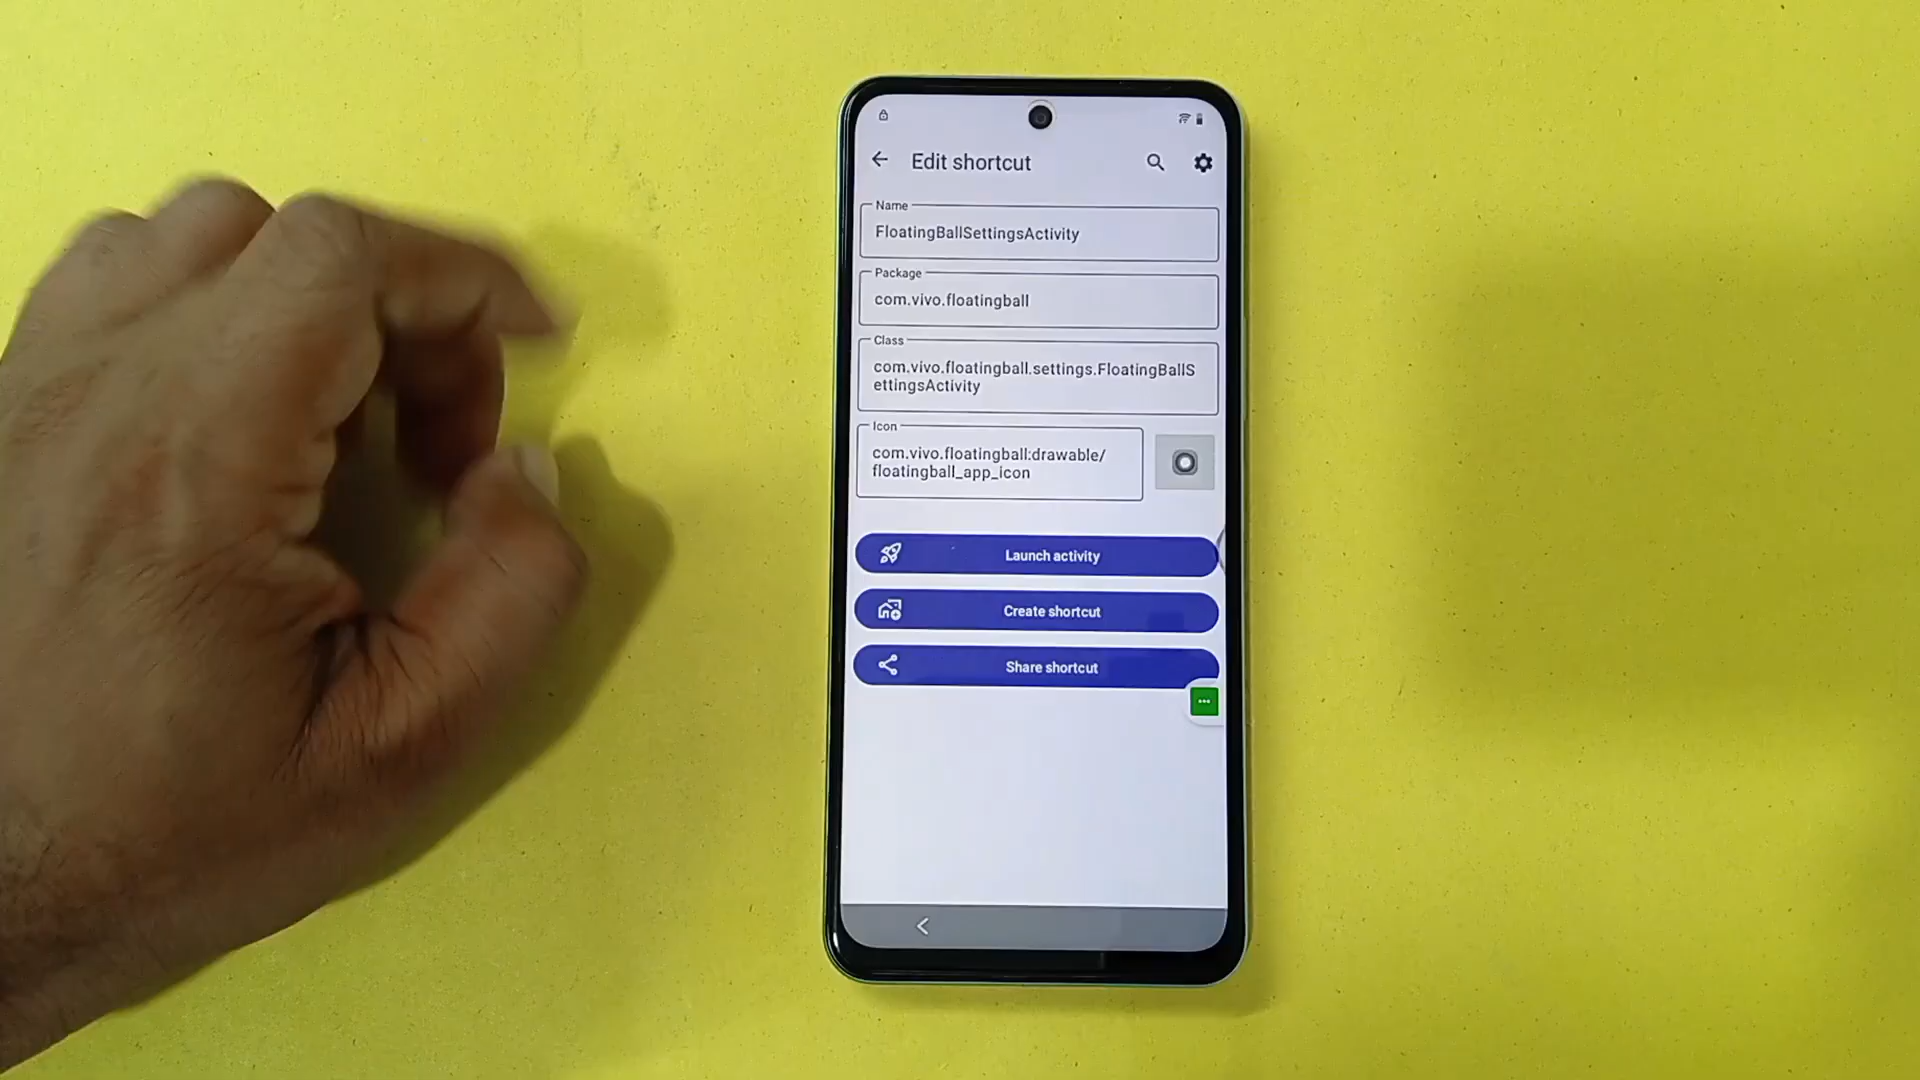 Edit shortcut
Name
FloatingBallSettingsActivity
Package
com.vivo.floatingball
Class
com.vivo.floatingball.settings.FloatingBallS
ettingsActivity
Icon
com.vivo.floatingball:drawable/
floatingball_app_icon
Launch activity
Create shortcut
Share shortcut